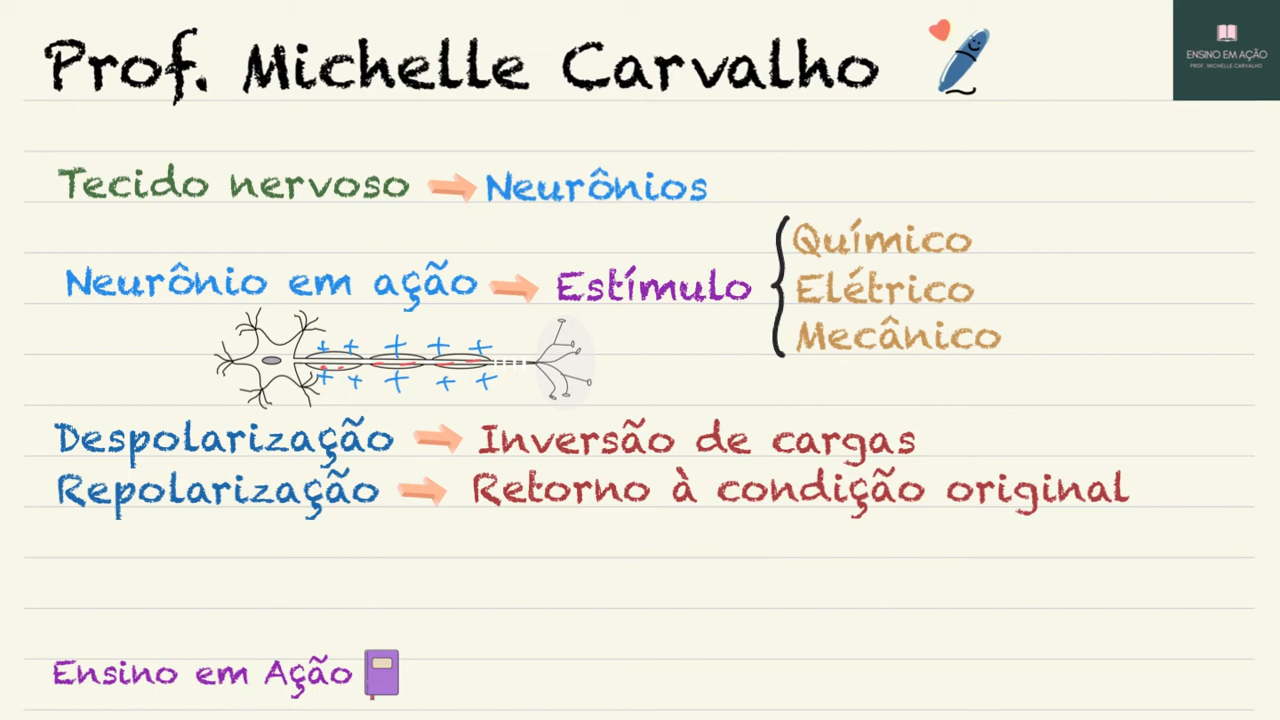 Prof. Michelle Carvalho
ENSINO EM AÇÃO
PROF. MICHELLE CARVALHO
Tecido nervoso Neurônios
Neurônio em ação Estímulo
Químico
Elétrico
Mecânico
Despolarização Inversão de cargas
Repolarização Retorno à condição original
Ensino em Ação